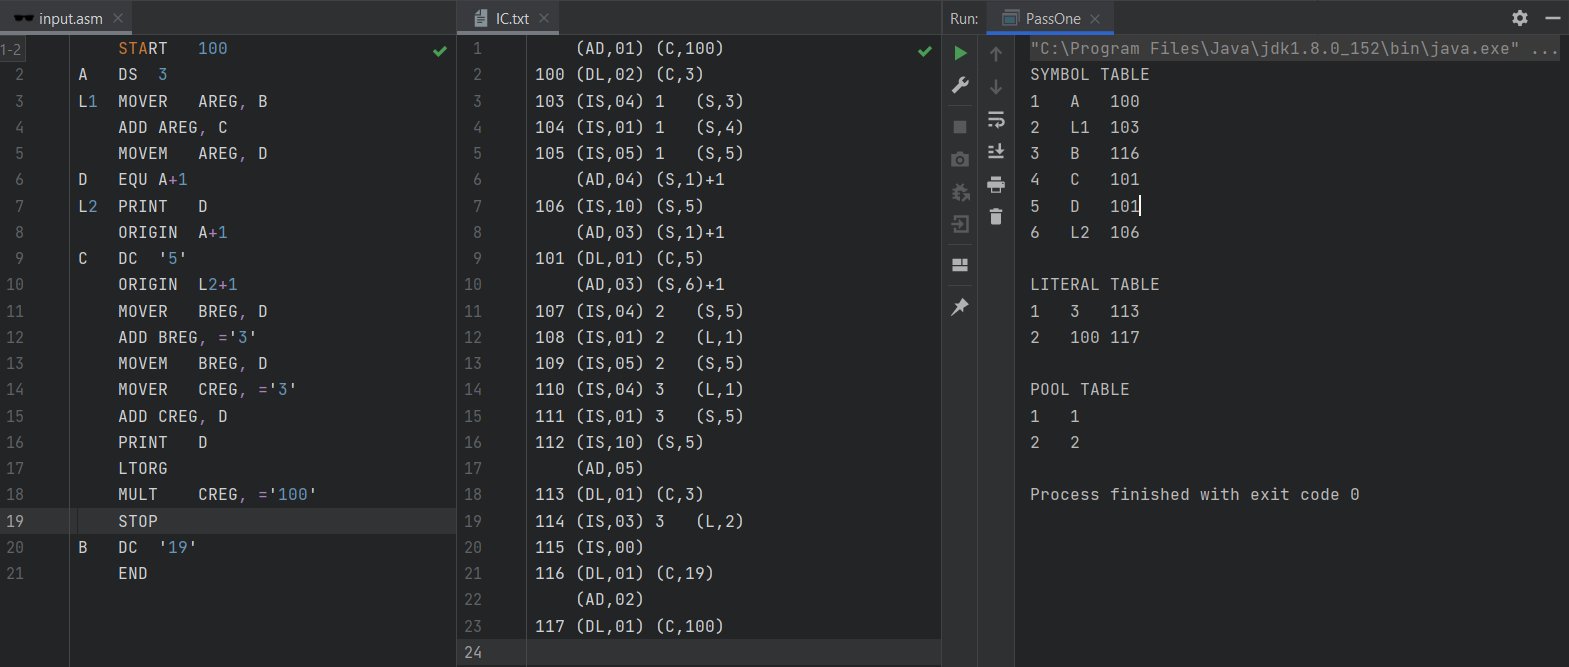 input.asm
1-2 START 100
2 A DS 3
3 L1 MOVER AREG, B
4 ADD AREG, C
5 MOVEM AREG, D
6 D EQU A+1
7 L2 PRINT D
8 ORIGIN A+1
9 C DC '5'
10 ORIGIN L2+1
11 MOVER BREG, D
12 ADD BREG, ='3'
13 MOVEM BREG, D
14 MOVER CREG, ='3'
15 ADD CREG, D
16 PRINT D
17 LTORG
18 MULT CREG, ='100'
19 STOP
20 B DC '19'
21 END
IC.txt
1 (AD,01) (C,100)
2 100 (DL,02) (C,3)
3 103 (IS,04) 1 (S,3)
4 104 (IS,01) 1 (S,4)
5 105 (IS,05) 1 (S,5)
6 (AD,04) (S,1)+1
7 106 (IS,10) (S,5)
8 (AD,03) (S,1)+1
9 101 (DL,01) (C,5)
10 (AD,03) (S,6)+1
11 107 (IS,04) 2 (S,5)
12 108 (IS,01) 2 (L,1)
13 109 (IS,05) 2 (S,5)
14 110 (IS,04) 3 (L,1)
15 111 (IS,01) 3 (S,5)
16 112 (IS,10) (S,5)
17 (AD,05)
18 113 (DL,01) (C,3)
19 114 (IS,03) 3 (L,2)
20 115 (IS,00)
21 116 (DL,01) (C,19)
22 (AD,02)
23 117 (DL,01) (C,100)
24
Run: PassOne
"C:\Program Files\Java\jdk1.8.0_152\bin\java.exe" ...
SYMBOL TABLE
1 A 100
2 L1 103
3 B 116
4 C 101
5 D 101
6 L2 106
LITERAL TABLE
1 3 113
2 100 117
POOL TABLE
1 1
2 2
Process finished with exit code 0